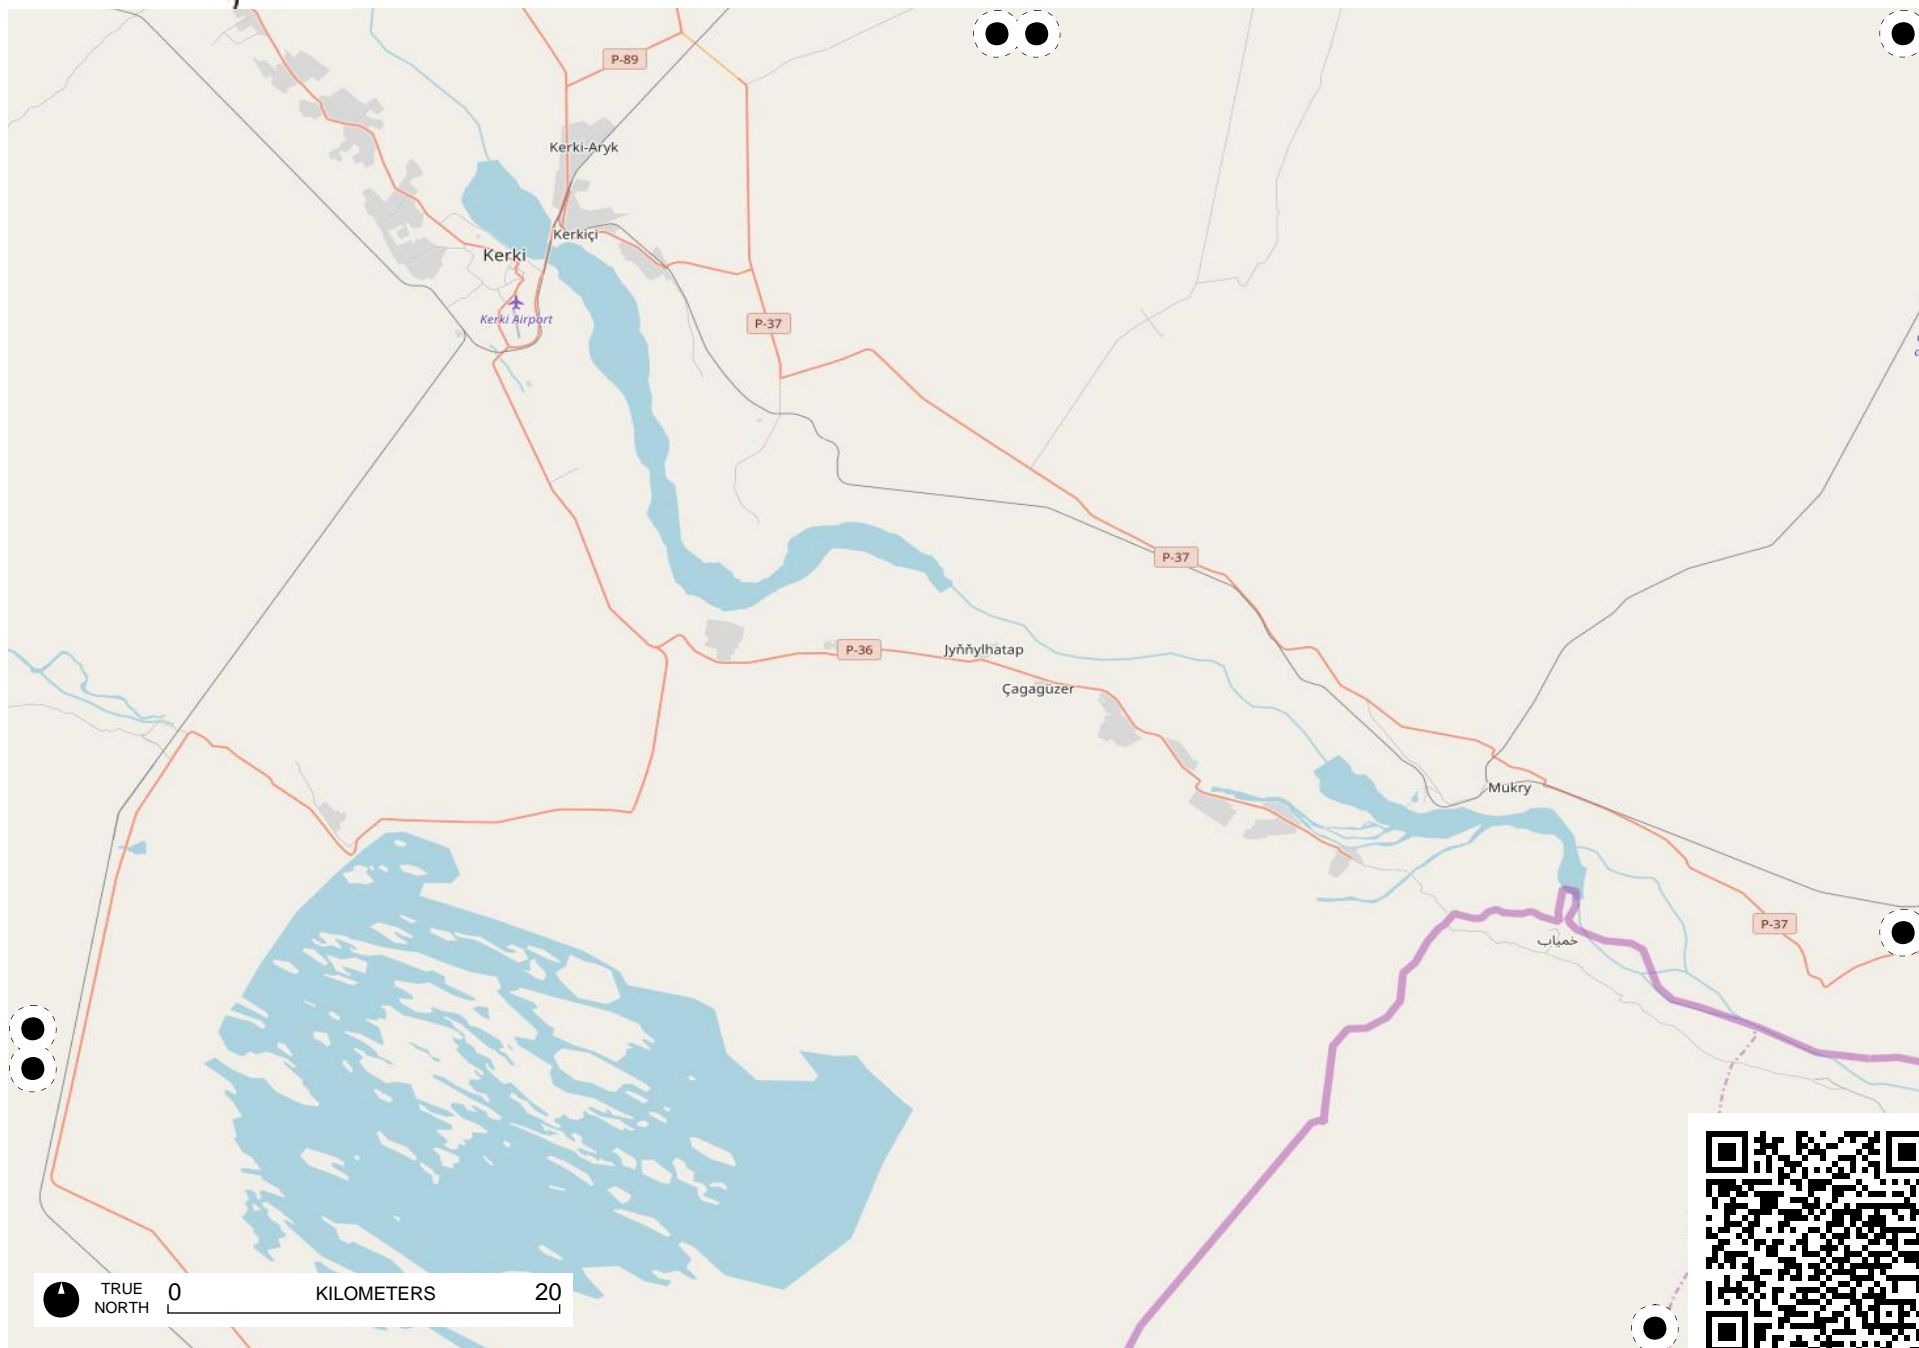 P-89
Kerki-Aryk
Kerkiçi
Kerki
Kerki Airport
P-37
P-37
P-36
Jyňňylhatap
Çagagüzer
Mukry
P-37
خمیاب
TRUE
NORTH
0
KILOMETERS
20